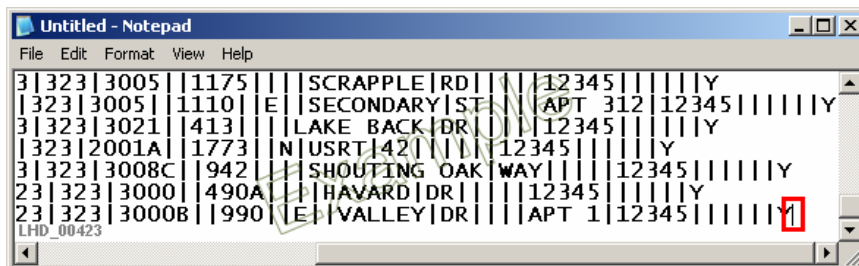 Untitled - Notepad
File Edit Format View Help
3|323|3005||1175||||SCRAPPLE|RD|||||12345||||||Y
|323|3005||1110||E||SECONDARY|ST||||APT 312|12345||||||Y
3|323|3021||413||||LAKE BACK|DR|||||12345||||||Y
|323|2001A||1773||N|USRT|42||||||12345||||||Y
3|323|3008C||942||||SHOUTING OAK|WAY|||||12345||||||Y
23|323|3000||490A||||HAVARD|DR|||||12345||||||Y
23|323|3000B||990||E||VALLEY|DR||||APT 1|12345||||||Y
LHD_00423
Example